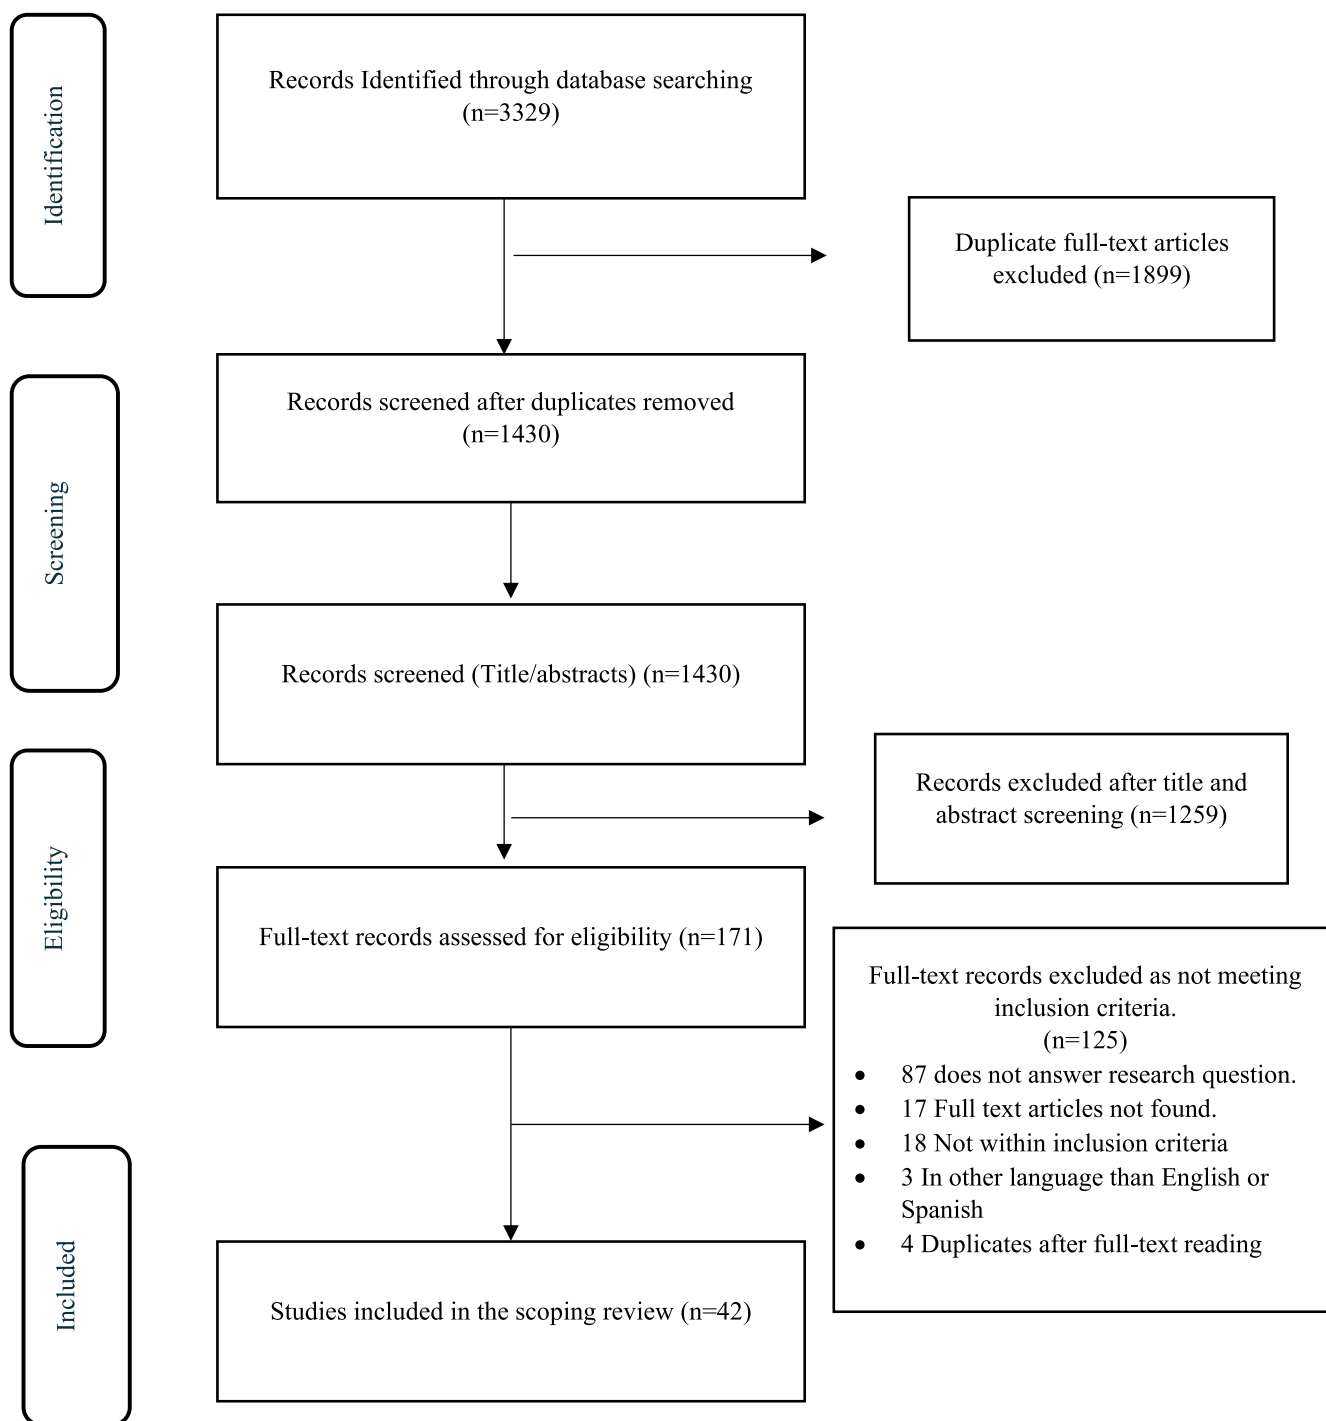 Identification
Records Identified through database searching
(n=3329)
Duplicate full-text articles
excluded (n=1899)
Screening
Records screened after duplicates removed
(n=1430)
Records screened (Title/abstracts) (n=1430)
Eligibility
Records excluded after title and
abstract screening (n=1259)
Full-text records assessed for eligibility (n=171)
Full-text records excluded as not meeting
inclusion criteria.
(n=125)
• 87 does not answer research question.
• 17 Full text articles not found.
• 18 Not within inclusion criteria
• 3 In other language than English or
Spanish
• 4 Duplicates after full-text reading
Included
Studies included in the scoping review (n=42)